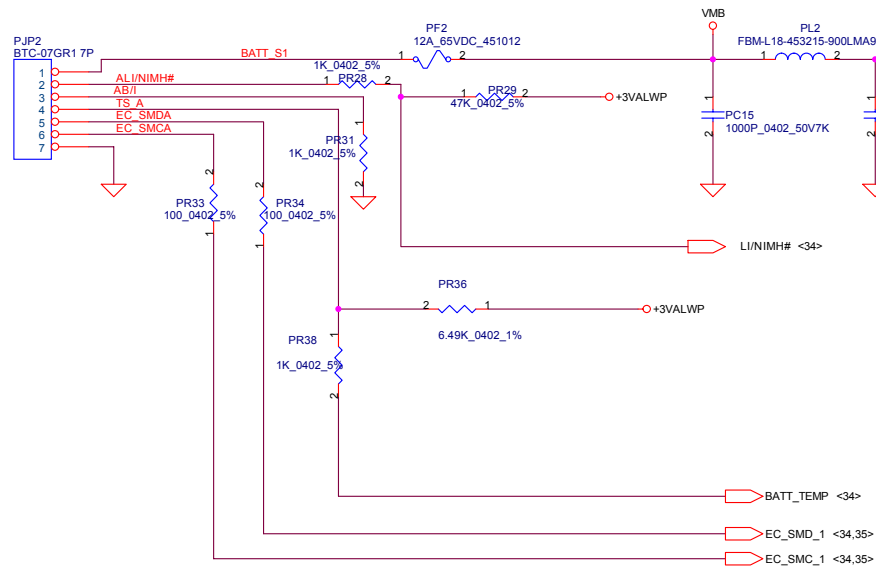 VMB
PF2
12A_65VDC_451012
PL2
FBM-L18-453215-900LMA9
PJP2
BTC-07GR1 7P
BATT_S1
1 2
1 2
1K_0402_5%
PR28
1 2
ALI/NIMH#
AB/I
TS_A
EC_SMDA
EC_SMCA
1
2
3
4
5
6
7
PR29
1 2
47K_0402_5%
+3VALWP
PC15
1000P_0402_50V7K
1
2
1
2
PR31
1K_0402_5%
1
2
PR33
100_0402_5%
2
1
PR34
100_0402_5%
2
1
LI/NIMH# <34>
PR36
2 1
6.49K_0402_1%
+3VALWP
PR38
1K_0402_5%
1
2
BATT_TEMP <34>
EC_SMD_1 <34,35>
EC_SMC_1 <34,35>